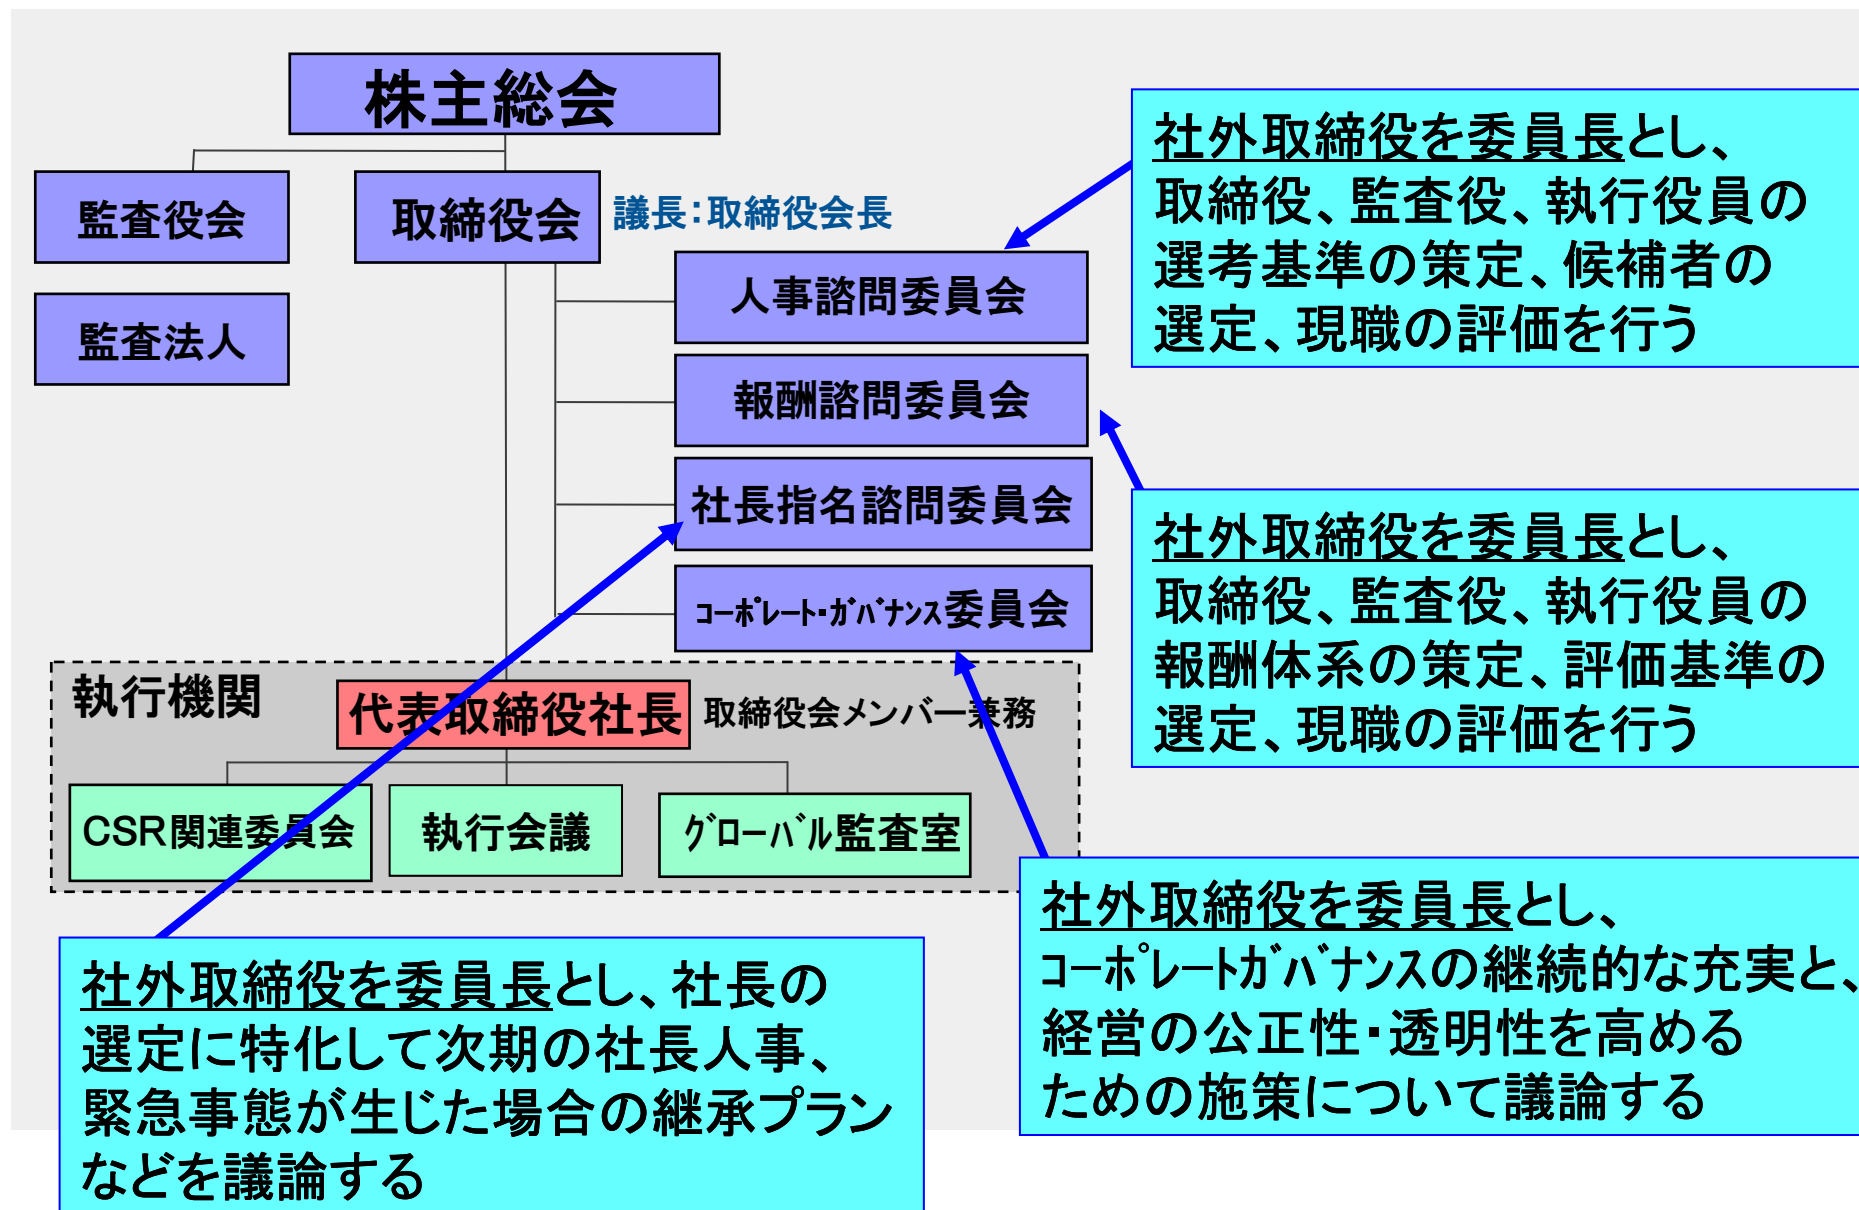 株主総会
監査役会
取締役会
議長：取締役会長
監査法人
人事諮問委員会
報酬諮問委員会
社長指名諮問委員会
ｺｰﾎﾟﾚｰﾄ・ｶﾞﾊﾞﾅﾝｽ委員会
社外取締役を委員長とし、
取締役、監査役、執行役員の
選考基準の策定、候補者の
選定、現職の評価を行う
社外取締役を委員長とし、
取締役、監査役、執行役員の
報酬体系の策定、評価基準の
選定、現職の評価を行う
執行機関
代表取締役社長
取締役会メンバー兼務
CSR関連委員会
執行会議
ｸﾞﾛｰﾊﾞﾙ監査室
社外取締役を委員長とし、社長の
選定に特化して次期の社長人事、
緊急事態が生じた場合の継承プラン
などを議論する
社外取締役を委員長とし、
ｺｰﾎﾟﾚｰﾄｶﾞﾊﾞﾅﾝｽの継続的な充実と、
経営の公正性・透明性を高める
ための施策について議論する